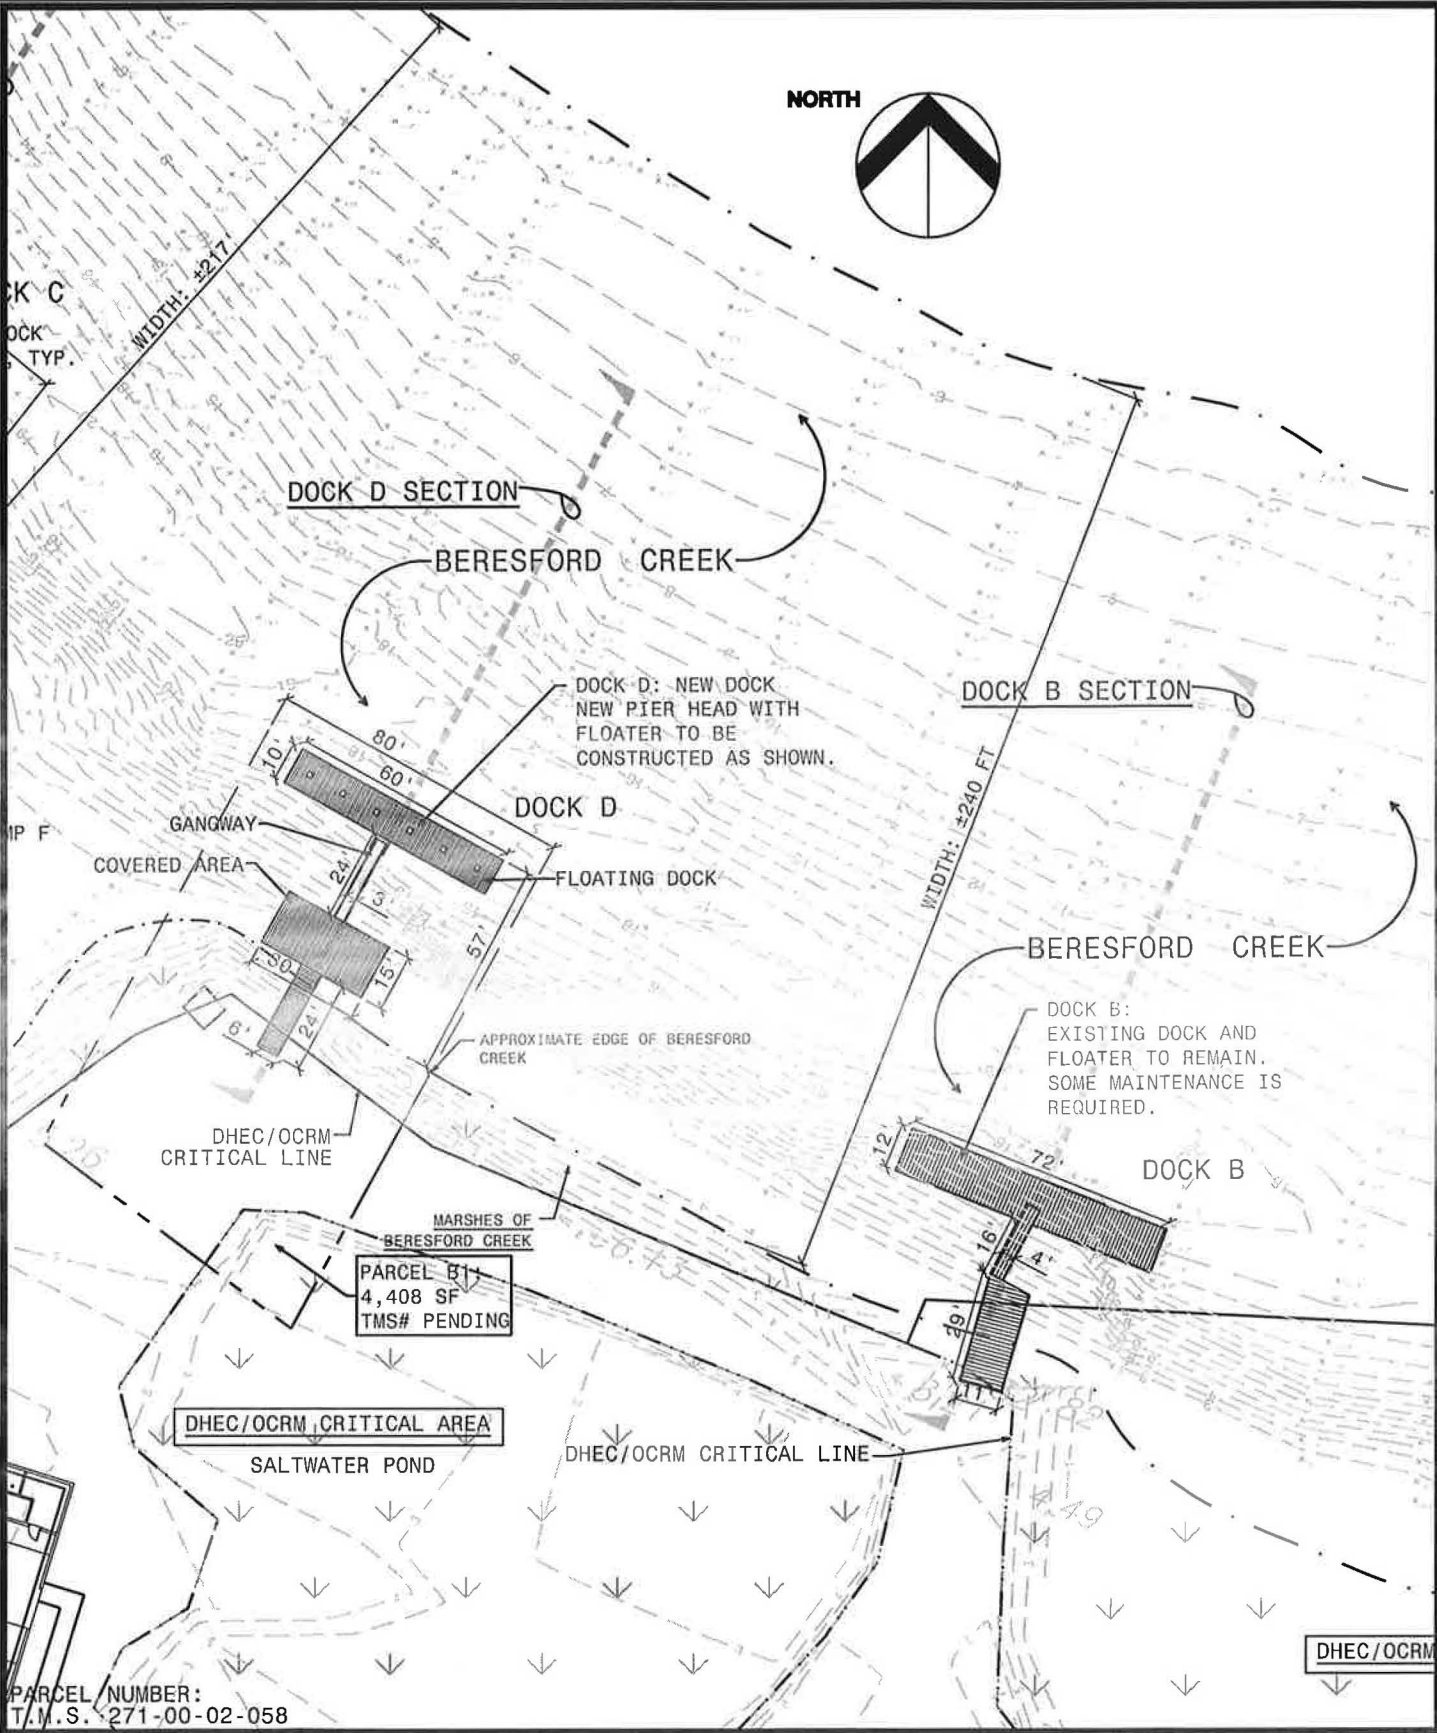 NORTH
WIDTH: ±217'
CK C
OCK
TYP.
DOCK D SECTION
BERESFORD CREEK
DOCK D: NEW DOCK
NEW PIER HEAD WITH
FLOATER TO BE
CONSTRUCTED AS SHOWN.
DOCK B SECTION
80'
10'
60'
DOCK D
WIDTH: ±240 FT
GANGWAY
MP F
COVERED AREA
24'
3'
FLOATING DOCK
57'
30'
15'
6'
24'
BERESFORD CREEK
APPROXIMATE EDGE OF BERESFORD
CREEK
DOCK B:
EXISTING DOCK AND
FLOATER TO REMAIN.
SOME MAINTENANCE IS
REQUIRED.
DHEC/OCRM
CRITICAL LINE
12'
72'
DOCK B
MARSHES OF
BERESFORD CREEK
16'
4'
PARCEL B1:
4,408 SF
TMS# PENDING
29'
11'
DHEC/OCRM CRITICAL AREA
SALTWATER POND
DHEC/OCRM CRITICAL LINE
DHEC/OCRM
PARCEL NUMBER:
T.M.S. 271-00-02-058